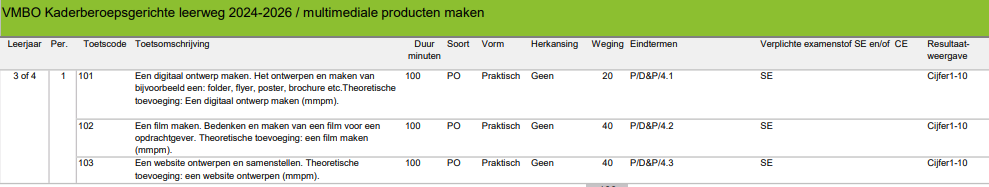 VMBO Kaderberoepsgerichte leerweg 2024-2026 / multimediale producten maken
Leerjaar Per. Toetscode Toetsomschrijving Duur minuten Soort Vorm Herkansing Weging Eindtermen Verplichte examenstof SE en/of CE Resultaat-weergave
3 of 4 1 101 Een digitaal ontwerp maken. Het ontwerpen en maken van 100 PO Praktisch Geen 20 P/D&P/4.1 SE Cijfer1-10
bijvoorbeeld een: folder, flyer, poster, brochure etc.Theoretische
toevoeging: Een digitaal ontwerp maken (mmpm).
102 Een film maken. Bedenken en maken van een film voor een 100 PO Praktisch Geen 40 P/D&P/4.2 SE Cijfer1-10
opdrachtgever. Theoretische toevoeging: een film maken
(mmpm).
103 Een website ontwerpen en samenstellen. Theoretische 100 PO Praktisch Geen 40 P/D&P/4.3 SE Cijfer1-10
toevoeging: een website ontwerpen (mmpm).